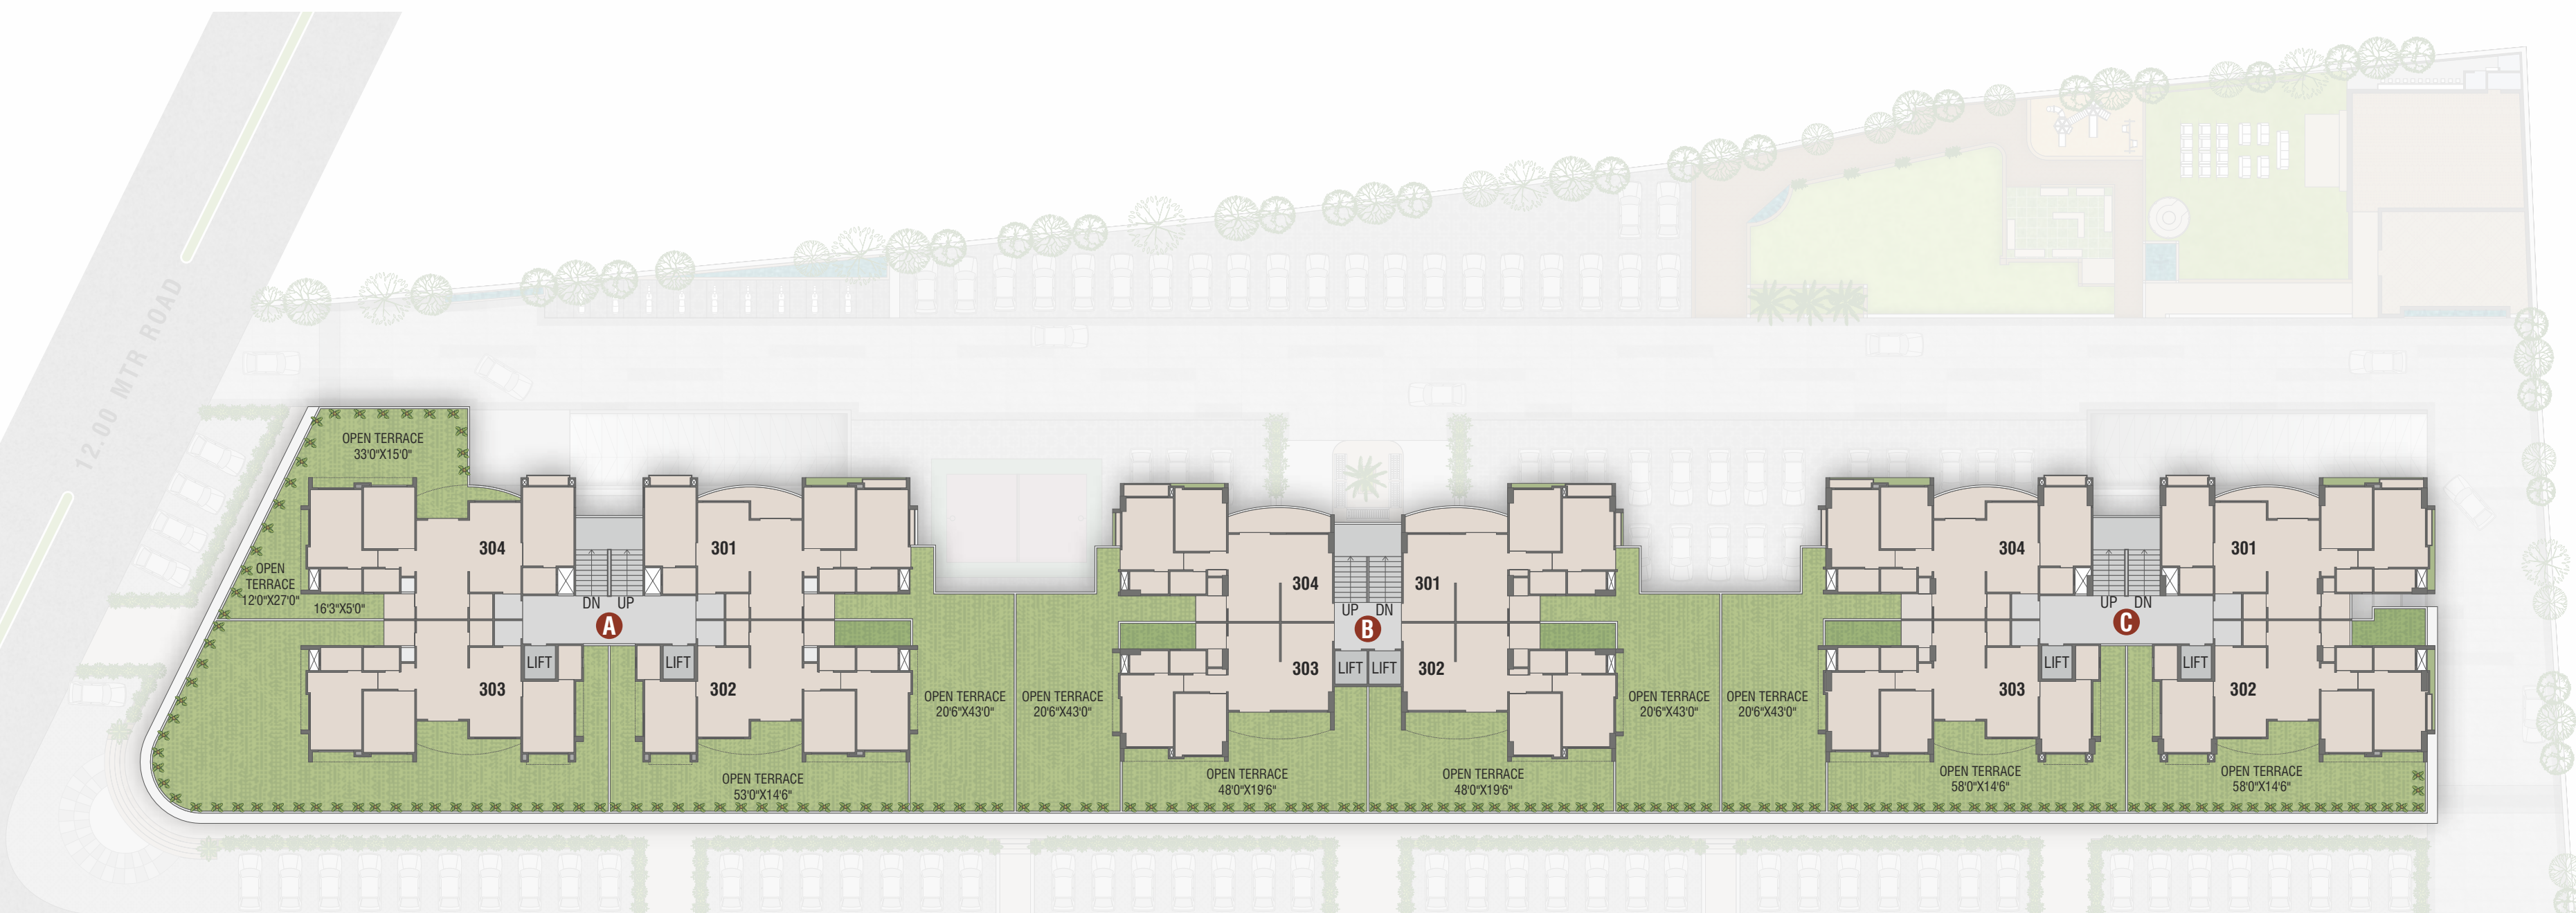 12.00 MTR ROAD
OPEN TERRACE
33'0"X15'0"
OPEN
TERRACE
12'0"X27'0"
16'3"X5'0"
304
301
DN UP
A
LIFT
LIFT
303
302
OPEN TERRACE
53'0"X14'6"
OPEN TERRACE
20'6"X43'0"
OPEN TERRACE
20'6"X43'0"
304
301
UP DN
B
LIFT LIFT
303
302
OPEN TERRACE
48'0"X19'6"
OPEN TERRACE
48'0"X19'6"
OPEN TERRACE
20'6"X43'0"
OPEN TERRACE
20'6"X43'0"
304
301
UP DN
C
LIFT
LIFT
303
302
OPEN TERRACE
58'0"X14'6"
OPEN TERRACE
58'0"X14'6"